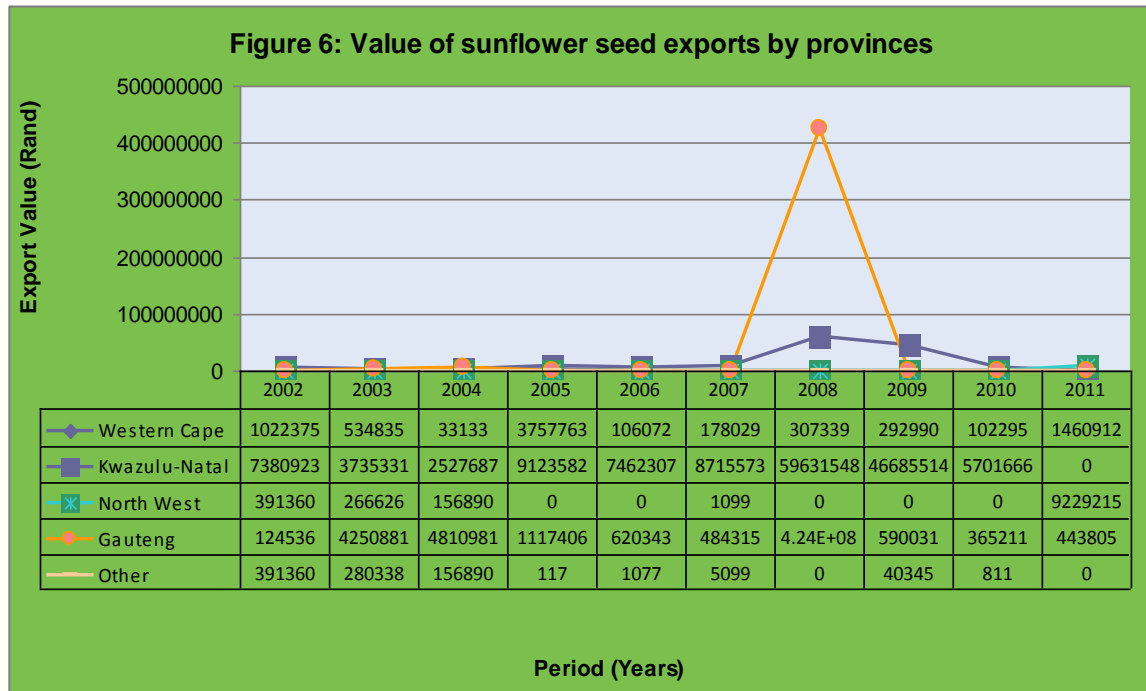 Figure 6: Value of sunflower seed exports by provinces
Export Value (Rand)
500000000
400000000
300000000
200000000
100000000
0
2002 2003 2004 2005 2006 2007 2008 2009 2010 2011
Western Cape 1022375 534835 33133 3757763 106072 178029 307339 292990 102295 1460912
Kwazulu-Natal 7380923 3735331 2527687 9123582 7462307 8715573 59631548 46685514 5701666 0
North West 391360 266626 156890 0 0 1099 0 0 0 9229215
Gauteng 124536 4250881 4810981 1117406 620343 484315 4.24E+08 590031 365211 443805
Other 391360 280338 156890 117 1077 5099 0 40345 811 0
Period (Years)